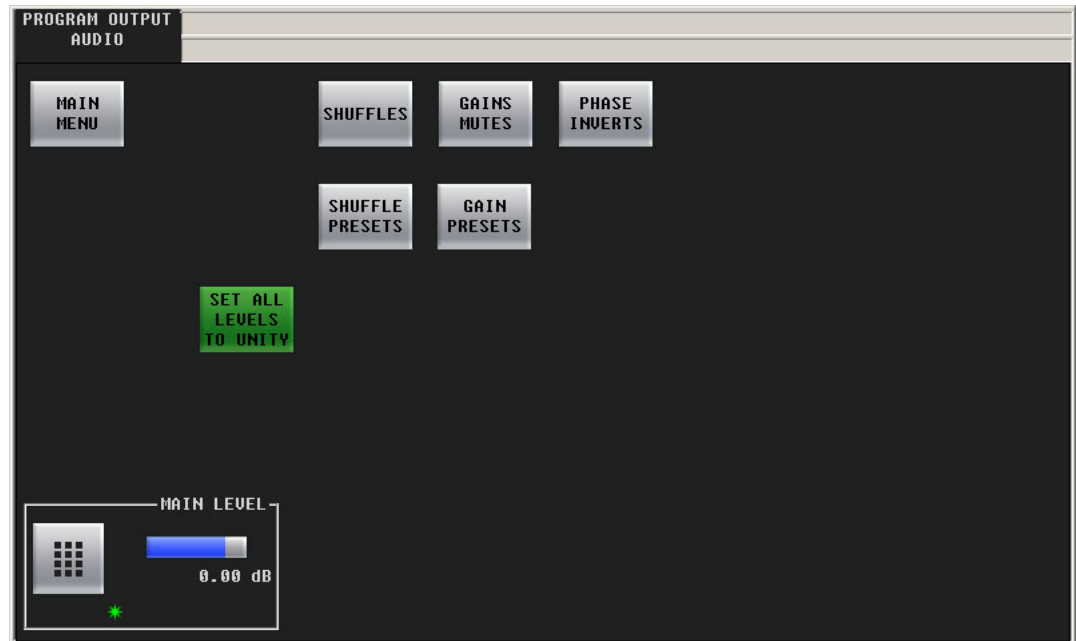 PROGRAM OUTPUT
AUDIO
MAIN
MENU
SHUFFLES
GAINS
MUTES
PHASE
INVERTS
SHUFFLE
PRESETS
GAIN
PRESETS
SET ALL
LEVELS
TO UNITY
MAIN LEVEL
0.00 dB